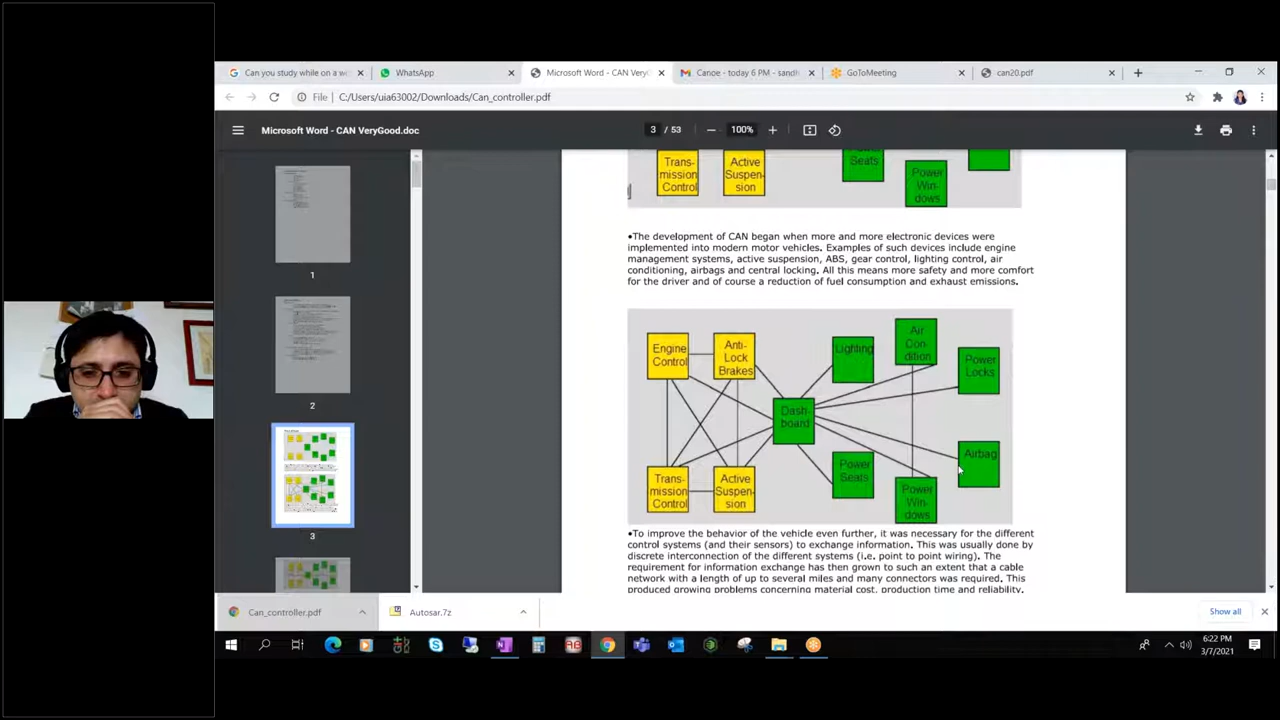 Can you study while on a wo
WhatsApp
Microsoft Word - CAN VeryG
Canoe - today 6 PM - sandh
GoToMeeting
can20.pdf
File
C:/Users/uia63002/Downloads/Can_controller.pdf
Microsoft Word - CAN VeryGood.doc
3 / 53
100%
Trans-
mission
Control
Active
Suspen-
sion
Power
Seats
Power
Win-
dows
•The development of CAN began when more and more electronic devices were
implemented into modern motor vehicles. Examples of such devices include engine
management systems, active suspension, ABS, gear control, lighting control, air
conditioning, airbags and central locking. All this means more safety and more comfort
for the driver and of course a reduction of fuel consumption and exhaust emissions.
Engine
Control
Anti-
Lock
Brakes
Lighting
Air
Con-
dition
Power
Locks
Dash-
board
Trans-
mission
Control
Active
Suspen-
sion
Power
Seats
Power
Win-
dows
Airbag
•To improve the behavior of the vehicle even further, it was necessary for the different
control systems (and their sensors) to exchange information. This was usually done by
discrete interconnection of the different systems (i.e. point to point wiring). The
requirement for information exchange has then grown to such an extent that a cable
network with a length of up to several miles and many connectors was required. This
produced growing problems concerning material cost, production time and reliability.
1
2
3
Can_controller.pdf
Autosar.7z
Show all
6:22 PM
3/7/2021